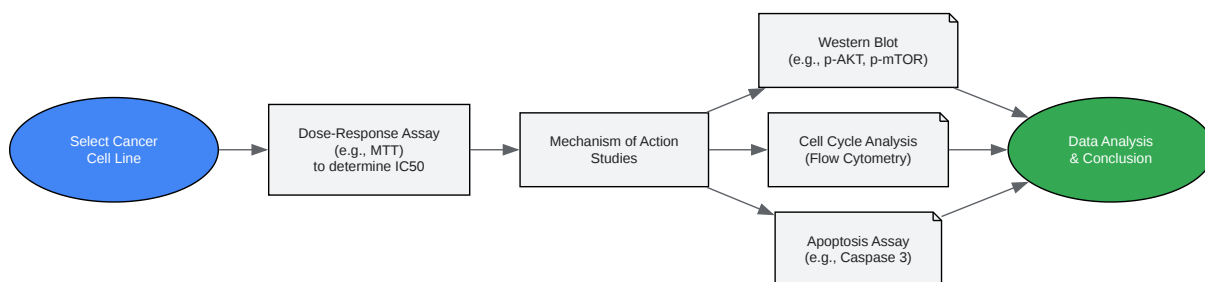 Select Cancer
Cell Line
Dose-Response Assay
(e.g., MTT)
to determine IC50
Mechanism of Action
Studies
Western Blot
(e.g., p-AKT, p-mTOR)
Cell Cycle Analysis
(Flow Cytometry)
Apoptosis Assay
(e.g., Caspase 3)
Data Analysis
& Conclusion